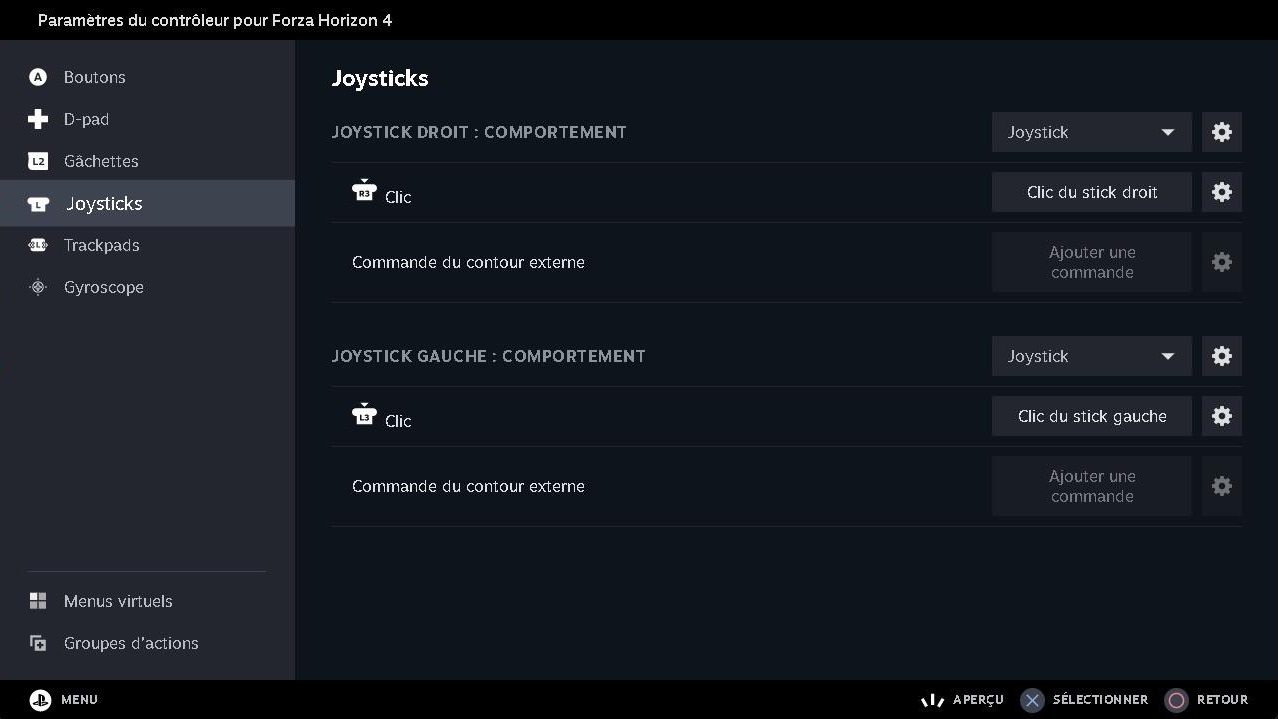 Paramètres du contrôleur pour Forza Horizon 4
A Boutons
D-pad
L2 Gâchettes
L Joysticks
L Trackpads
Gyroscope
Menus virtuels
Groupes d'actions
Joysticks
JOYSTICK DROIT : COMPORTEMENT
Joystick
R3 Clic
Clic du stick droit
Commande du contour externe
Ajouter une
commande
JOYSTICK GAUCHE : COMPORTEMENT
Joystick
L3 Clic
Clic du stick gauche
Commande du contour externe
Ajouter une
commande
MENU
APERÇU
SÉLECTIONNER
RETOUR